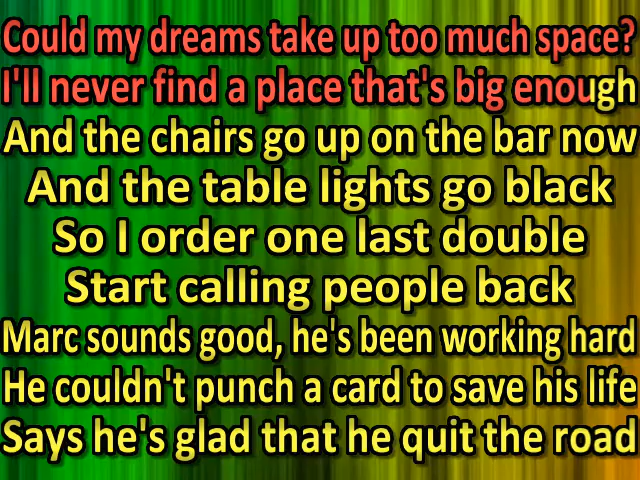 Could my dreams take up too much space?
I'll never find a place that's big enough
And the chairs go up on the bar now
And the table lights go black
So I order one last double
Start calling people back
Marc sounds good, he's been working hard
He couldn't punch a card to save his life
Says he's glad that he quit the road